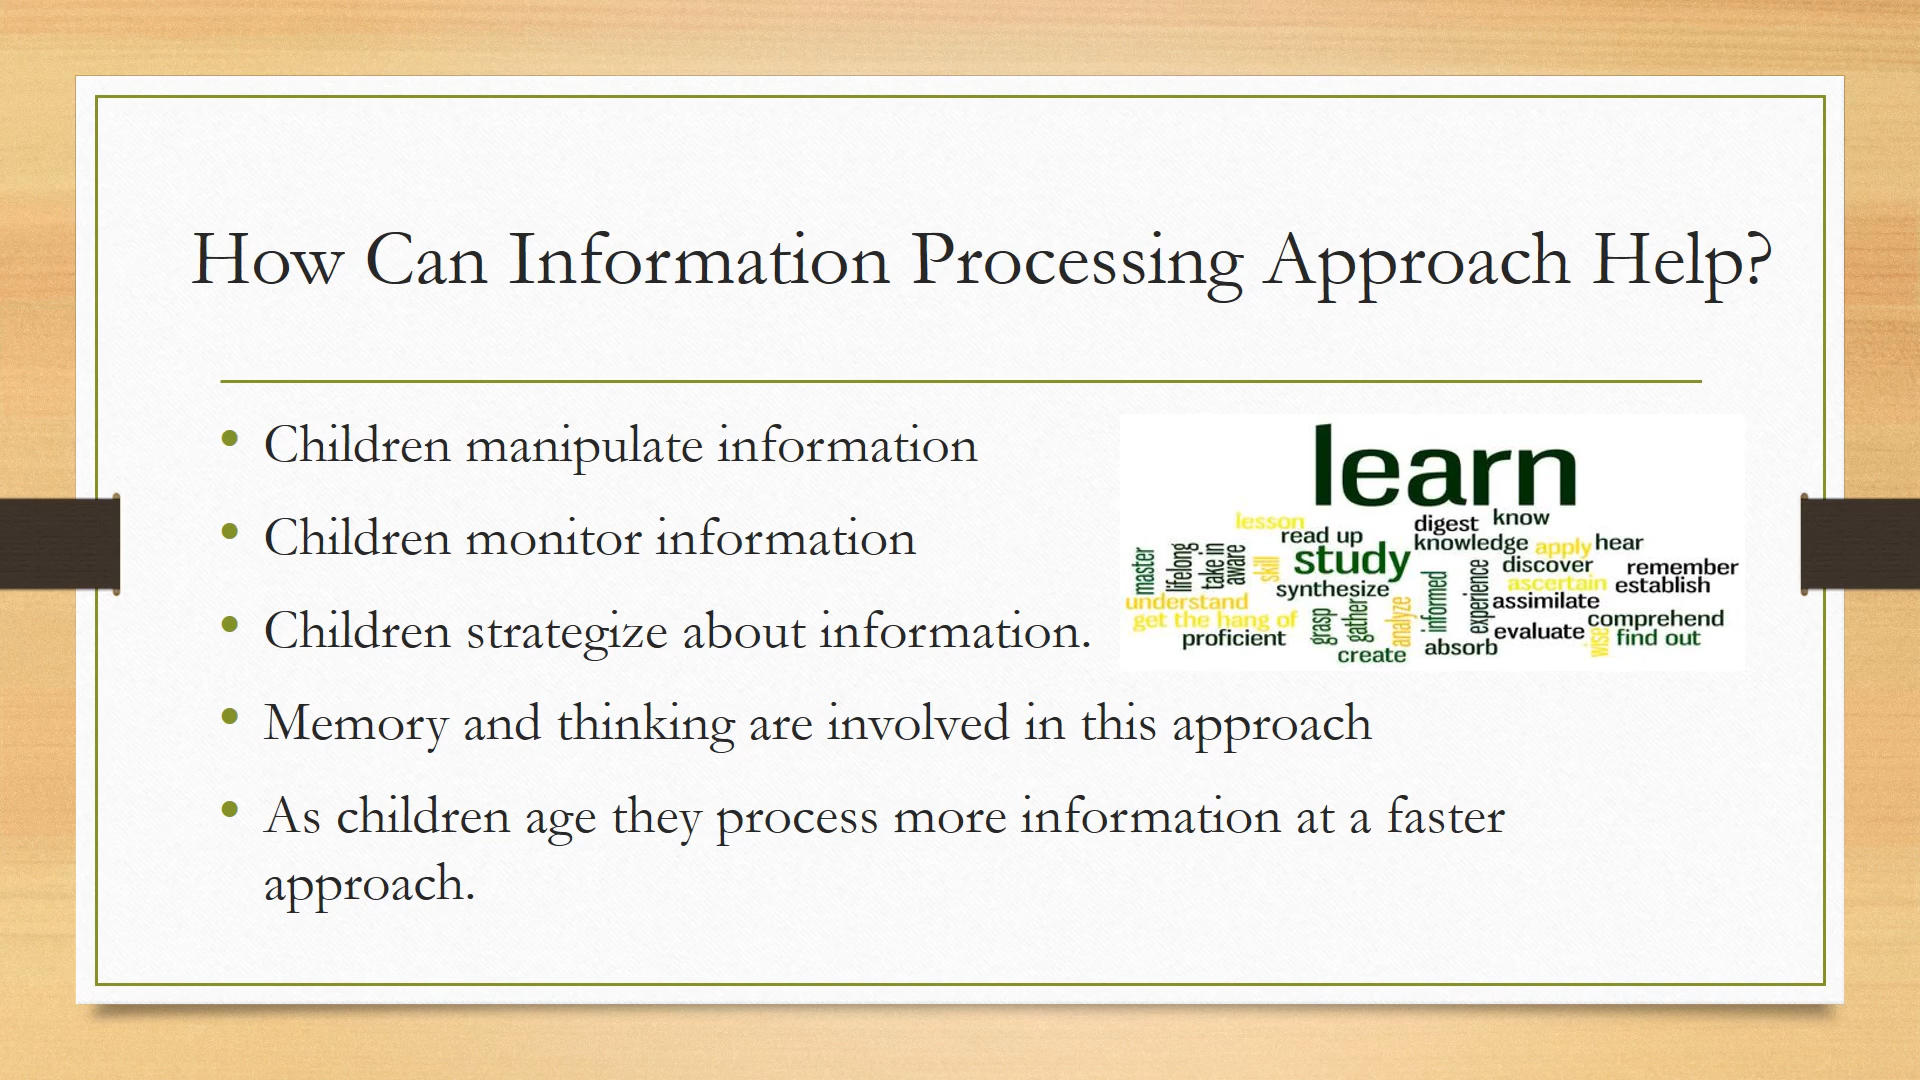 How Can Information Processing Approach Help?
• Children manipulate information
• Children monitor information
• Children strategize about information.
• Memory and thinking are involved in this approach
• As children age they process more information at a faster
approach.
learn
lesson
read up
digest
know
study
knowledge
apply
hear
master
lifelong
take in
aware
skill
synthesize
discover
remember
ascertain
establish
understand
get the hang of
proficient
grasp
gather
analyze
informed
experience
assimilate
comprehend
evaluate
wise
find out
create
absorb